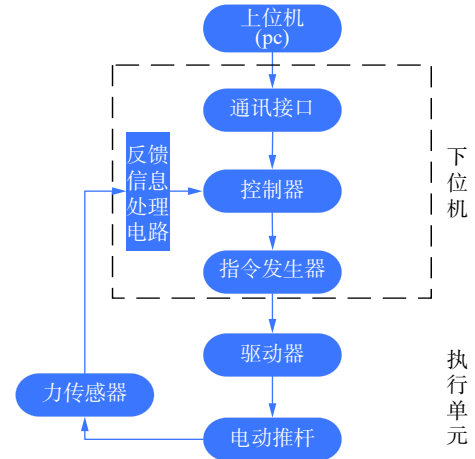 上位机
(pc)
通讯接口
反馈
信息
处理
电路
控制器
指令发生器
下
位
机
驱动器
力传感器
电动推杆
执
行
单
元